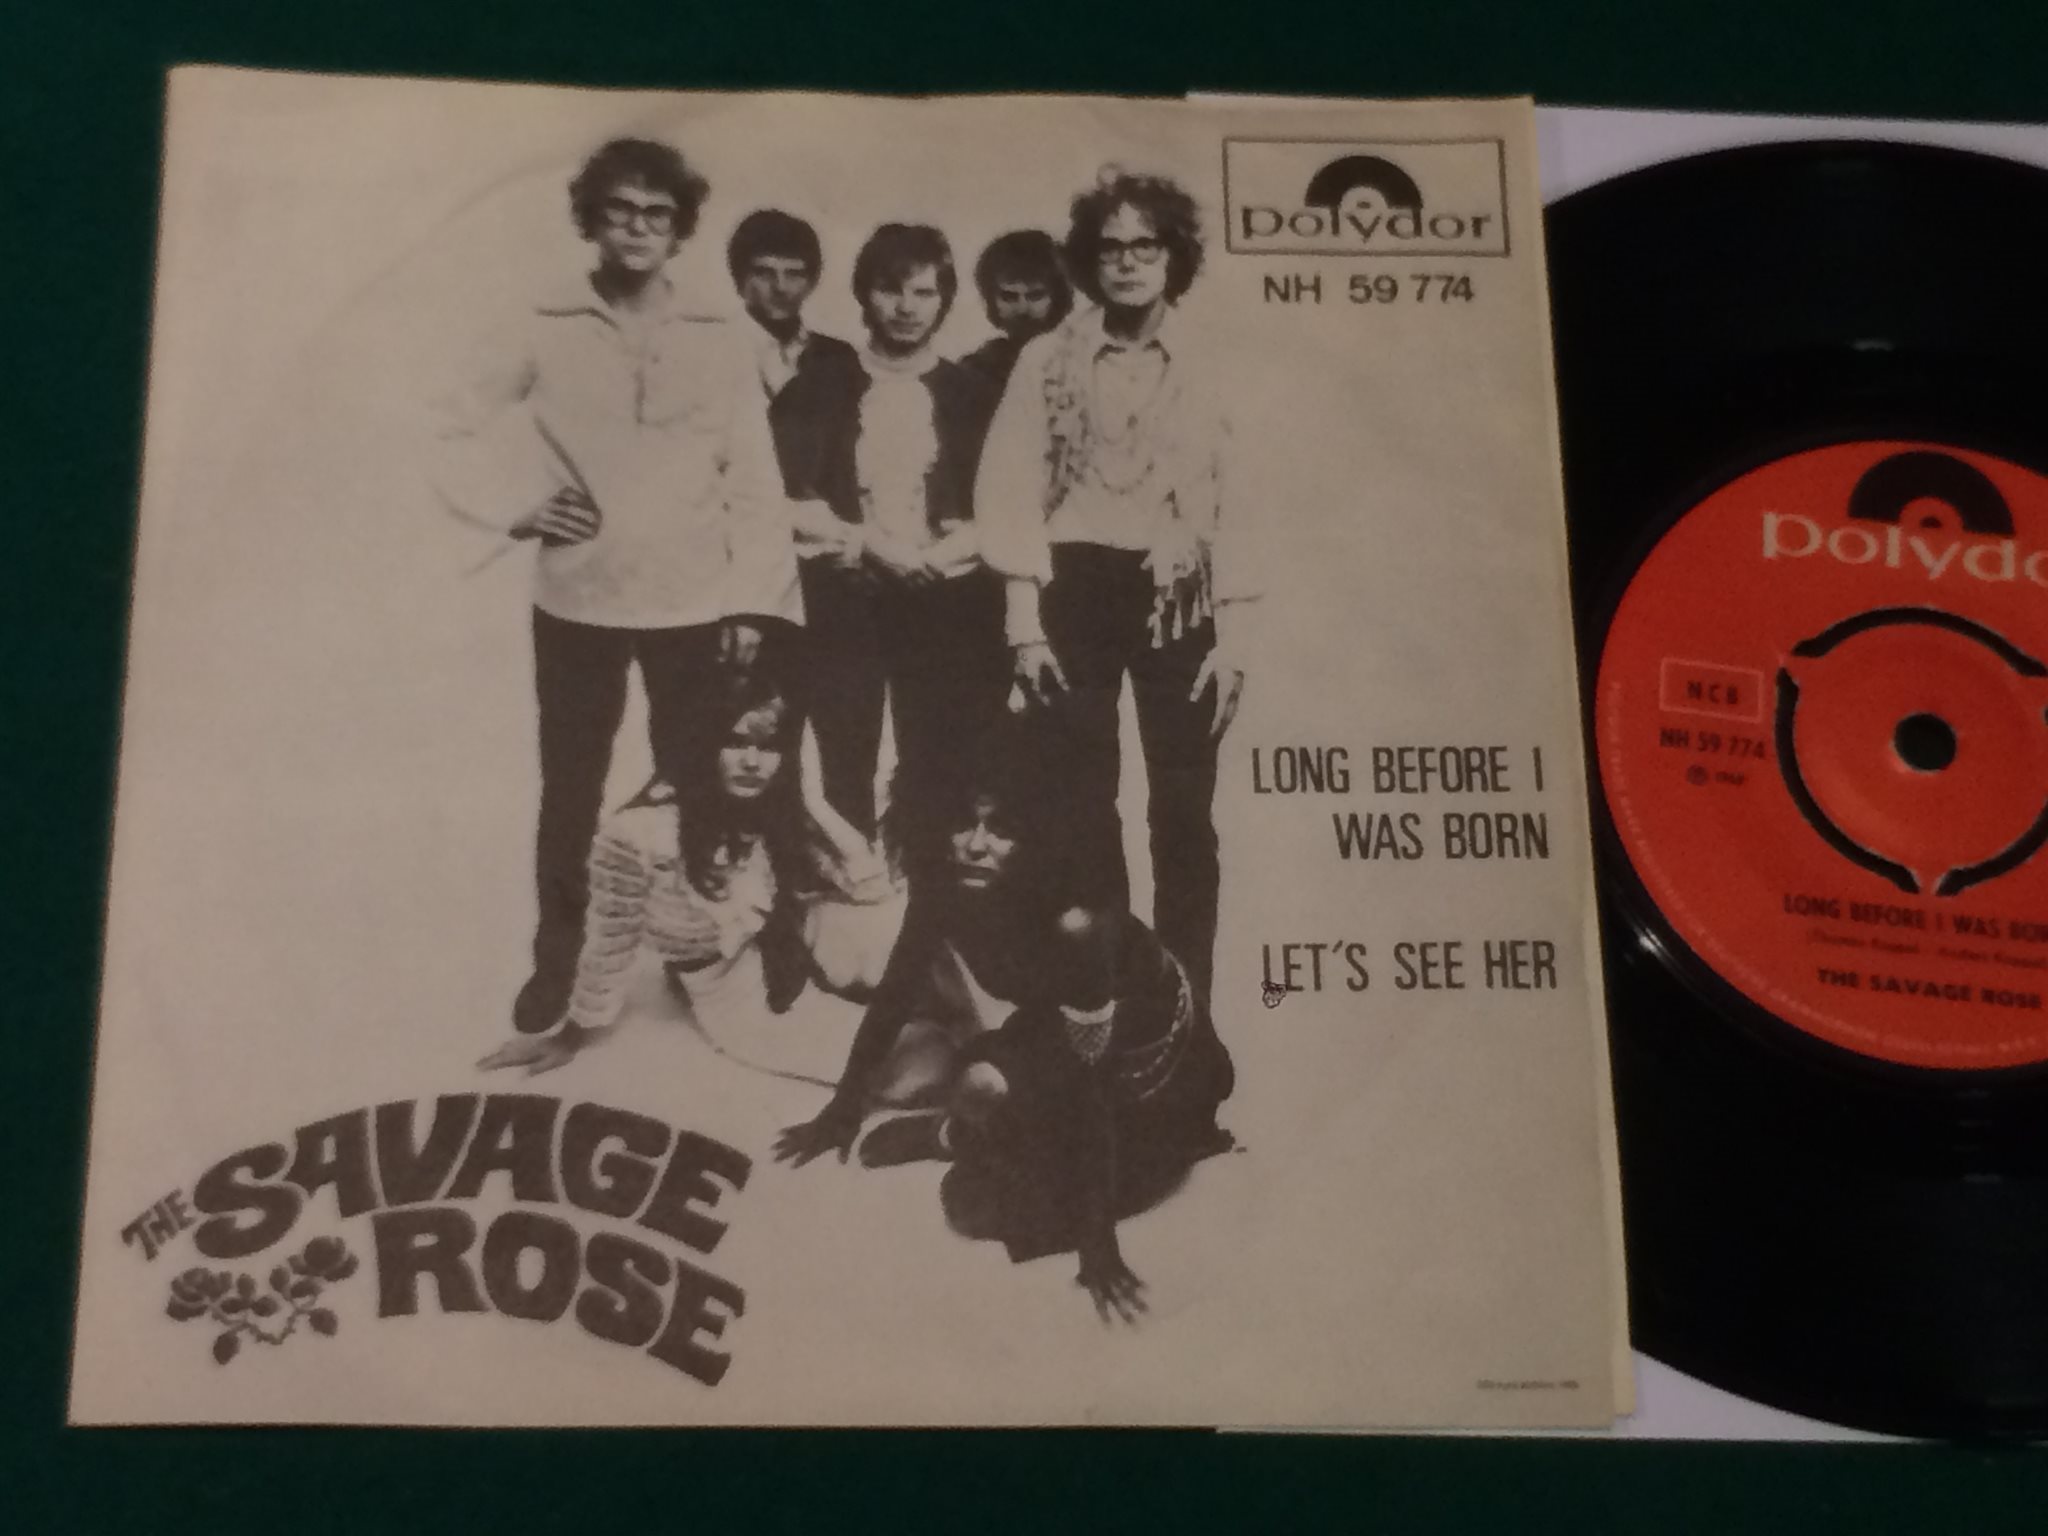 polydor
NH 59 774
LONG BEFORE I
WAS BORN
LET'S SEE HER
THE SAVAGE
ROSE
Polydo
NCB
NH 59 774
LONG BEFORE I WAS BOR
THE SAVAGE ROSE